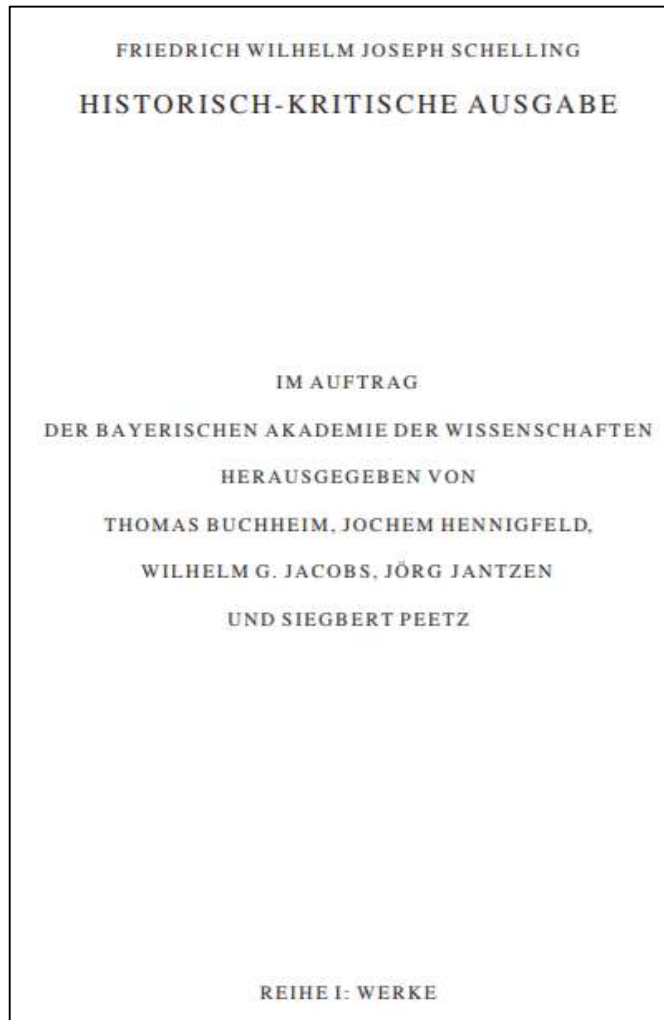 FRIEDRICH WILHELM JOSEPH SCHELLING
HISTORISCH-KRITISCHE AUSGABE
IM AUFTRAG
DER BAYERISCHEN AKADEMIE DER WISSENSCHAFTEN
HERAUSGEGEBEN VON
THOMAS BUCHHEIM, JOCHEM HENNIGFELD,
WILHELM G. JACOBS, JÖRG JANTZEN
UND SIEGBERT PEETZ
REIHE I: WERKE